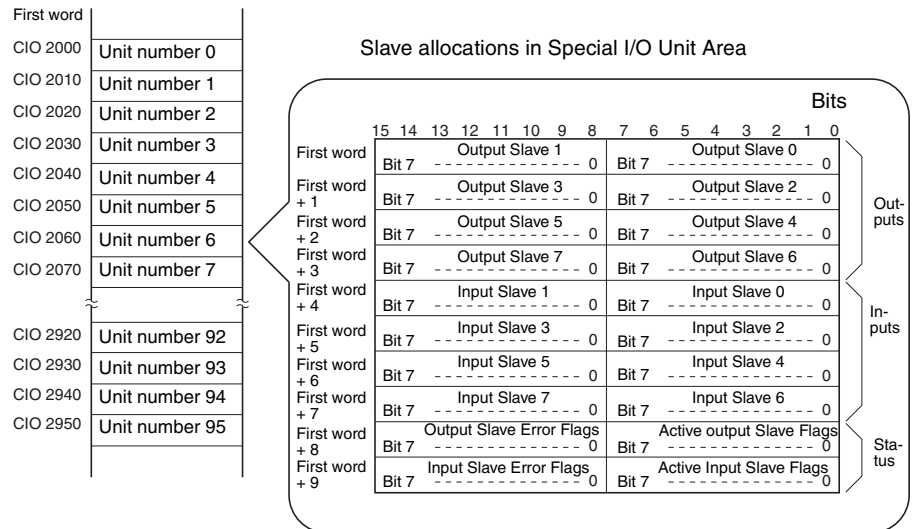 First word
CIO 2000 Unit number 0
CIO 2010 Unit number 1
CIO 2020 Unit number 2
CIO 2030 Unit number 3
CIO 2040 Unit number 4
CIO 2050 Unit number 5
CIO 2060 Unit number 6
CIO 2070 Unit number 7
CIO 2920 Unit number 92
CIO 2930 Unit number 93
CIO 2940 Unit number 94
CIO 2950 Unit number 95
Slave allocations in Special I/O Unit Area
Bits
15 14 13 12 11 10 9 8 7 6 5 4 3 2 1 0
First word
Output Slave 1 Output Slave 0
Bit 7 - - - - - - - - - - - - - - 0 Bit 7 - - - - - - - - - - - - - - 0
First word
+ 1
Output Slave 3 Output Slave 2
Bit 7 - - - - - - - - - - - - - - 0 Bit 7 - - - - - - - - - - - - - - 0
First word
+ 2
Output Slave 5 Output Slave 4
Bit 7 - - - - - - - - - - - - - - 0 Bit 7 - - - - - - - - - - - - - - 0
First word
+ 3
Output Slave 7 Output Slave 6
Bit 7 - - - - - - - - - - - - - - 0 Bit 7 - - - - - - - - - - - - - - 0
Out-
puts
First word
+ 4
Input Slave 1 Input Slave 0
Bit 7 - - - - - - - - - - - - - - 0 Bit 7 - - - - - - - - - - - - - - 0
First word
+ 5
Input Slave 3 Input Slave 2
Bit 7 - - - - - - - - - - - - - - 0 Bit 7 - - - - - - - - - - - - - - 0
First word
+ 6
Input Slave 5 Input Slave 4
Bit 7 - - - - - - - - - - - - - - 0 Bit 7 - - - - - - - - - - - - - - 0
First word
+ 7
Input Slave 7 Input Slave 6
Bit 7 - - - - - - - - - - - - - - 0 Bit 7 - - - - - - - - - - - - - - 0
In-
puts
First word
+ 8
Output Slave Error Flags Active output Slave Flags
Bit 7 - - - - - - - - - - - - - - 0 Bit 7 - - - - - - - - - - - - - - 0
First word
+ 9
Input Slave Error Flags Active Input Slave Flags
Bit 7 - - - - - - - - - - - - - - 0 Bit 7 - - - - - - - - - - - - - - 0
Sta-
tus